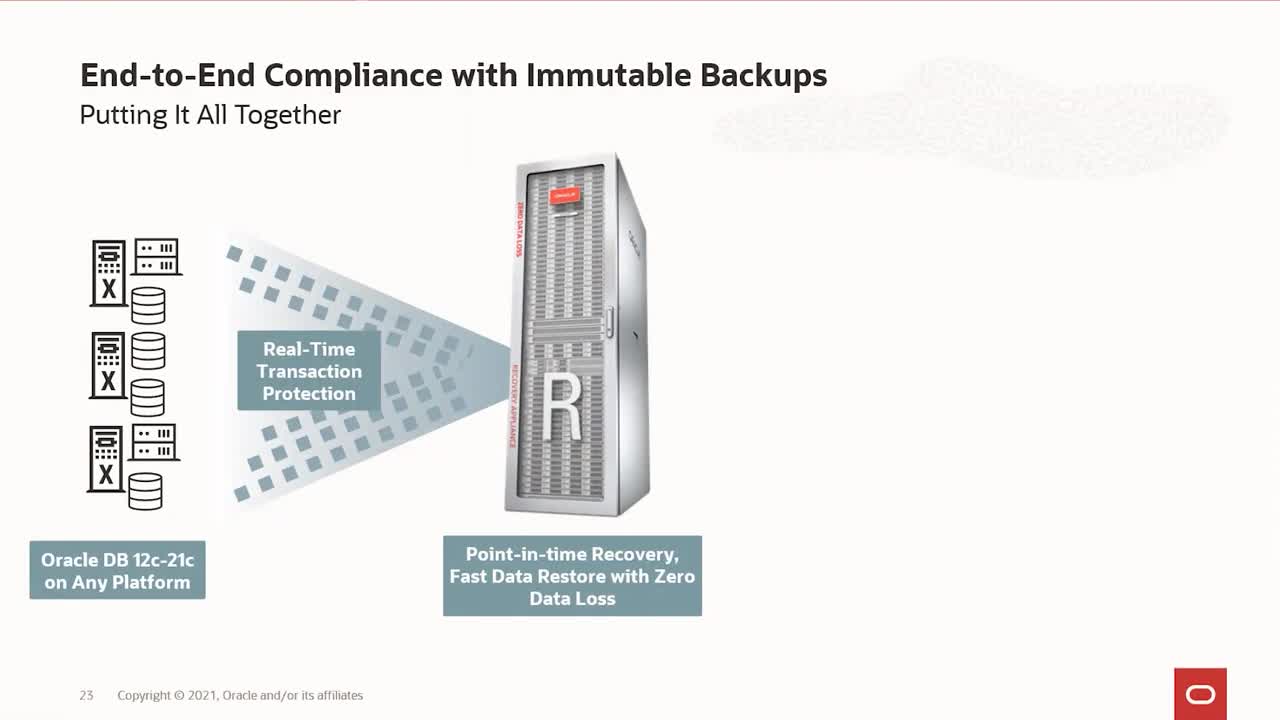 End-to-End Compliance with Immutable Backups
Putting It All Together
X
X
X
Real-Time
Transaction
Protection
ORACLE
ZERO DATA LOSS
RECOVERY APPLIANCE
R
Oracle DB 12c-21c
on Any Platform
Point-in-time Recovery,
Fast Data Restore with Zero
Data Loss
23 Copyright © 2021, Oracle and/or its affiliates